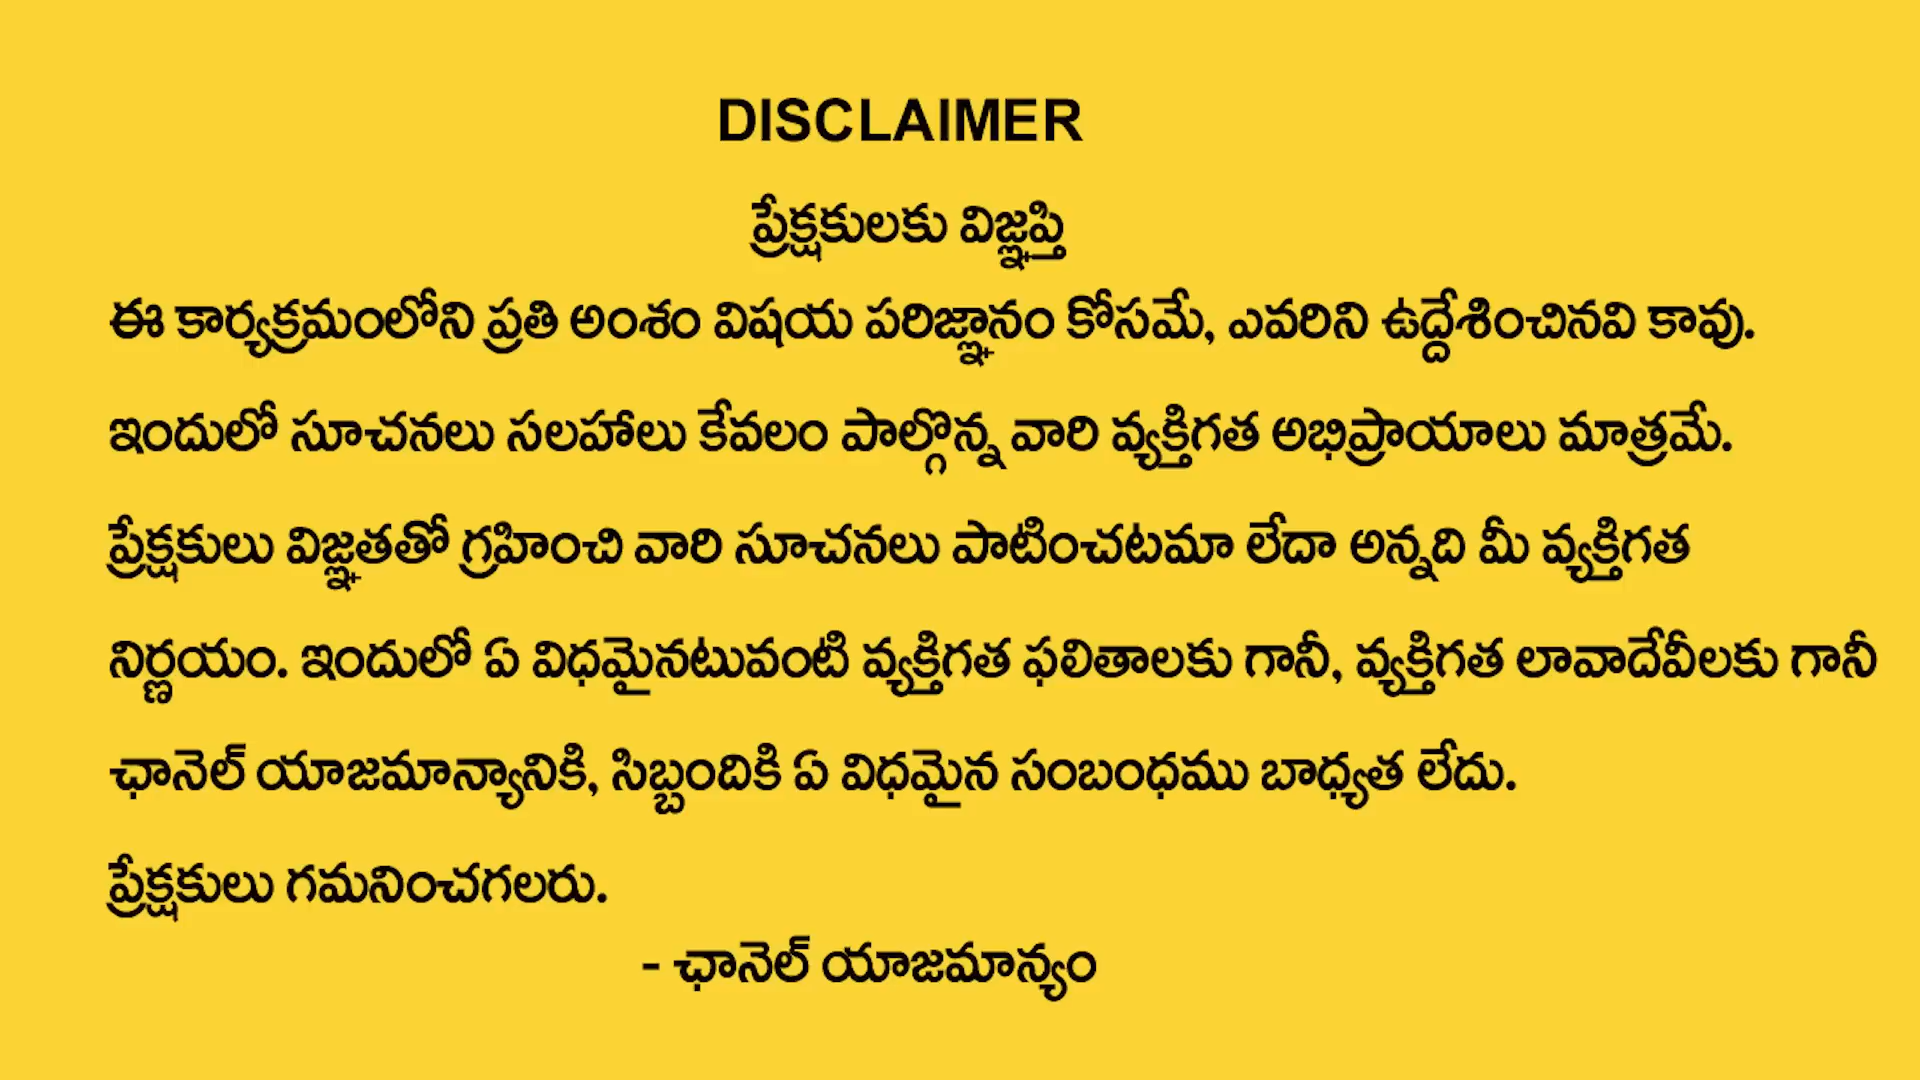 DISCLAIMER
ప్రేక్షకులకు విజ్ఞప్తి
ఈ కార్యక్రమంలోని ప్రతి అంశం విషయ పరిజ్ఞానం కోసమే, ఎవరిని ఉద్దేశించినవి కావు.
ఇందులో సూచనలు సలహాలు కేవలం పాల్గొన్న వారి వ్యక్తిగత అభిప్రాయాలు మాత్రమే.
ప్రేక్షకులు విజ్ఞతతో గ్రహించి వారి సూచనలు పాటించటమా లేదా అన్నది మీ వ్యక్తిగత
నిర్ణయం. ఇందులో ఏ విధమైనటువంటి వ్యక్తిగత ఫలితాలకు గానీ, వ్యక్తిగత లావాదేవీలకు గానీ
ఛానెల్ యాజమాన్యానికి, సిబ్బందికి ఏ విధమైన సంబంధము బాధ్యత లేదు.
ప్రేక్షకులు గమనించగలరు.
- ఛానెల్ యాజమాన్యం